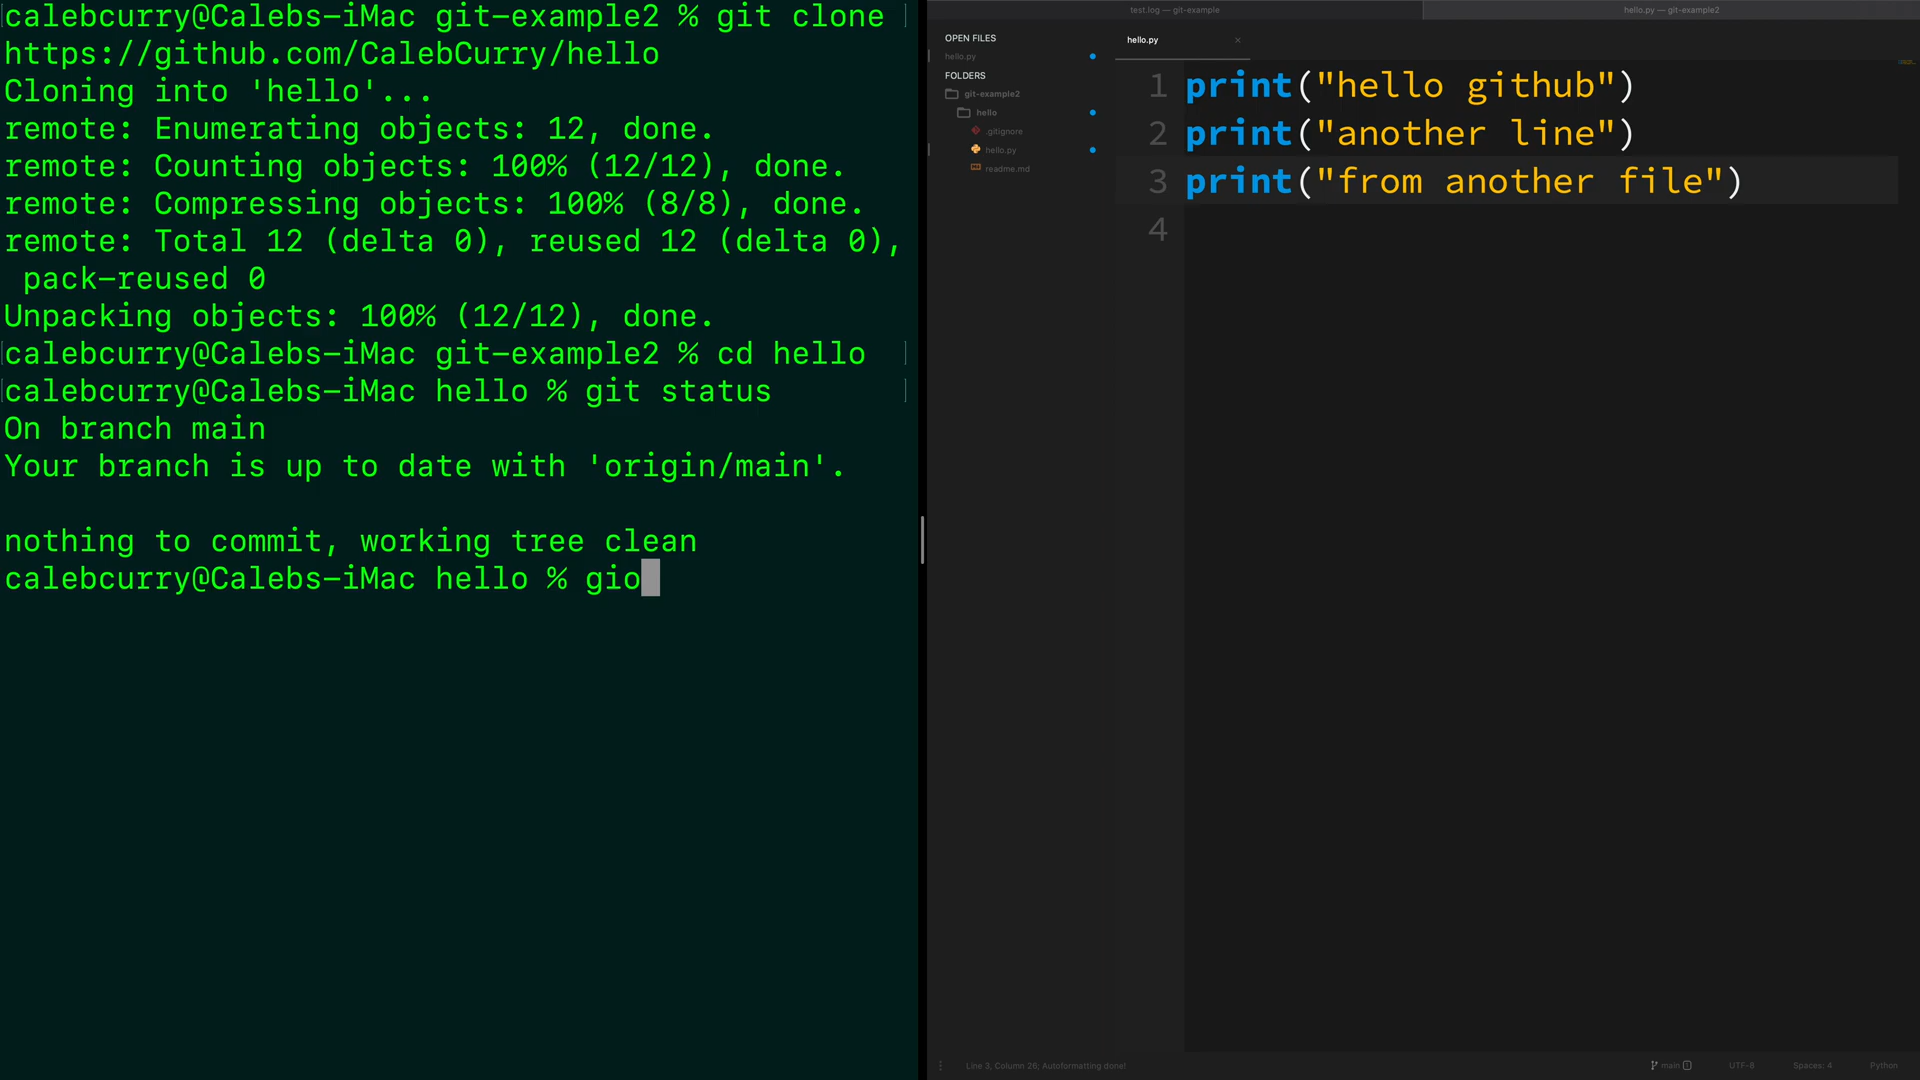 calebcurry@Calebs-iMac git-example2 % git clone
https://github.com/CalebCurry/hello
Cloning into 'hello'...
remote: Enumerating objects: 12, done.
remote: Counting objects: 100% (12/12), done.
remote: Compressing objects: 100% (8/8), done.
remote: Total 12 (delta 0), reused 12 (delta 0),
pack-reused 0
Unpacking objects: 100% (12/12), done.
calebcurry@Calebs-iMac git-example2 % cd hello
calebcurry@Calebs-iMac hello % git status
On branch main
Your branch is up to date with 'origin/main'.
nothing to commit, working tree clean
calebcurry@Calebs-iMac hello % gio
test.log — git-example
hello.py — git-example2
OPEN FILES
hello.py
FOLDERS
git-example2
hello
.gitignore
hello.py
readme.md
hello.py
1 print("hello github")
2 print("another line")
3 print("from another file")
4
Line 3, Column 26; Autoformatting done!
main 1
UTF-8
Spaces: 4
Python